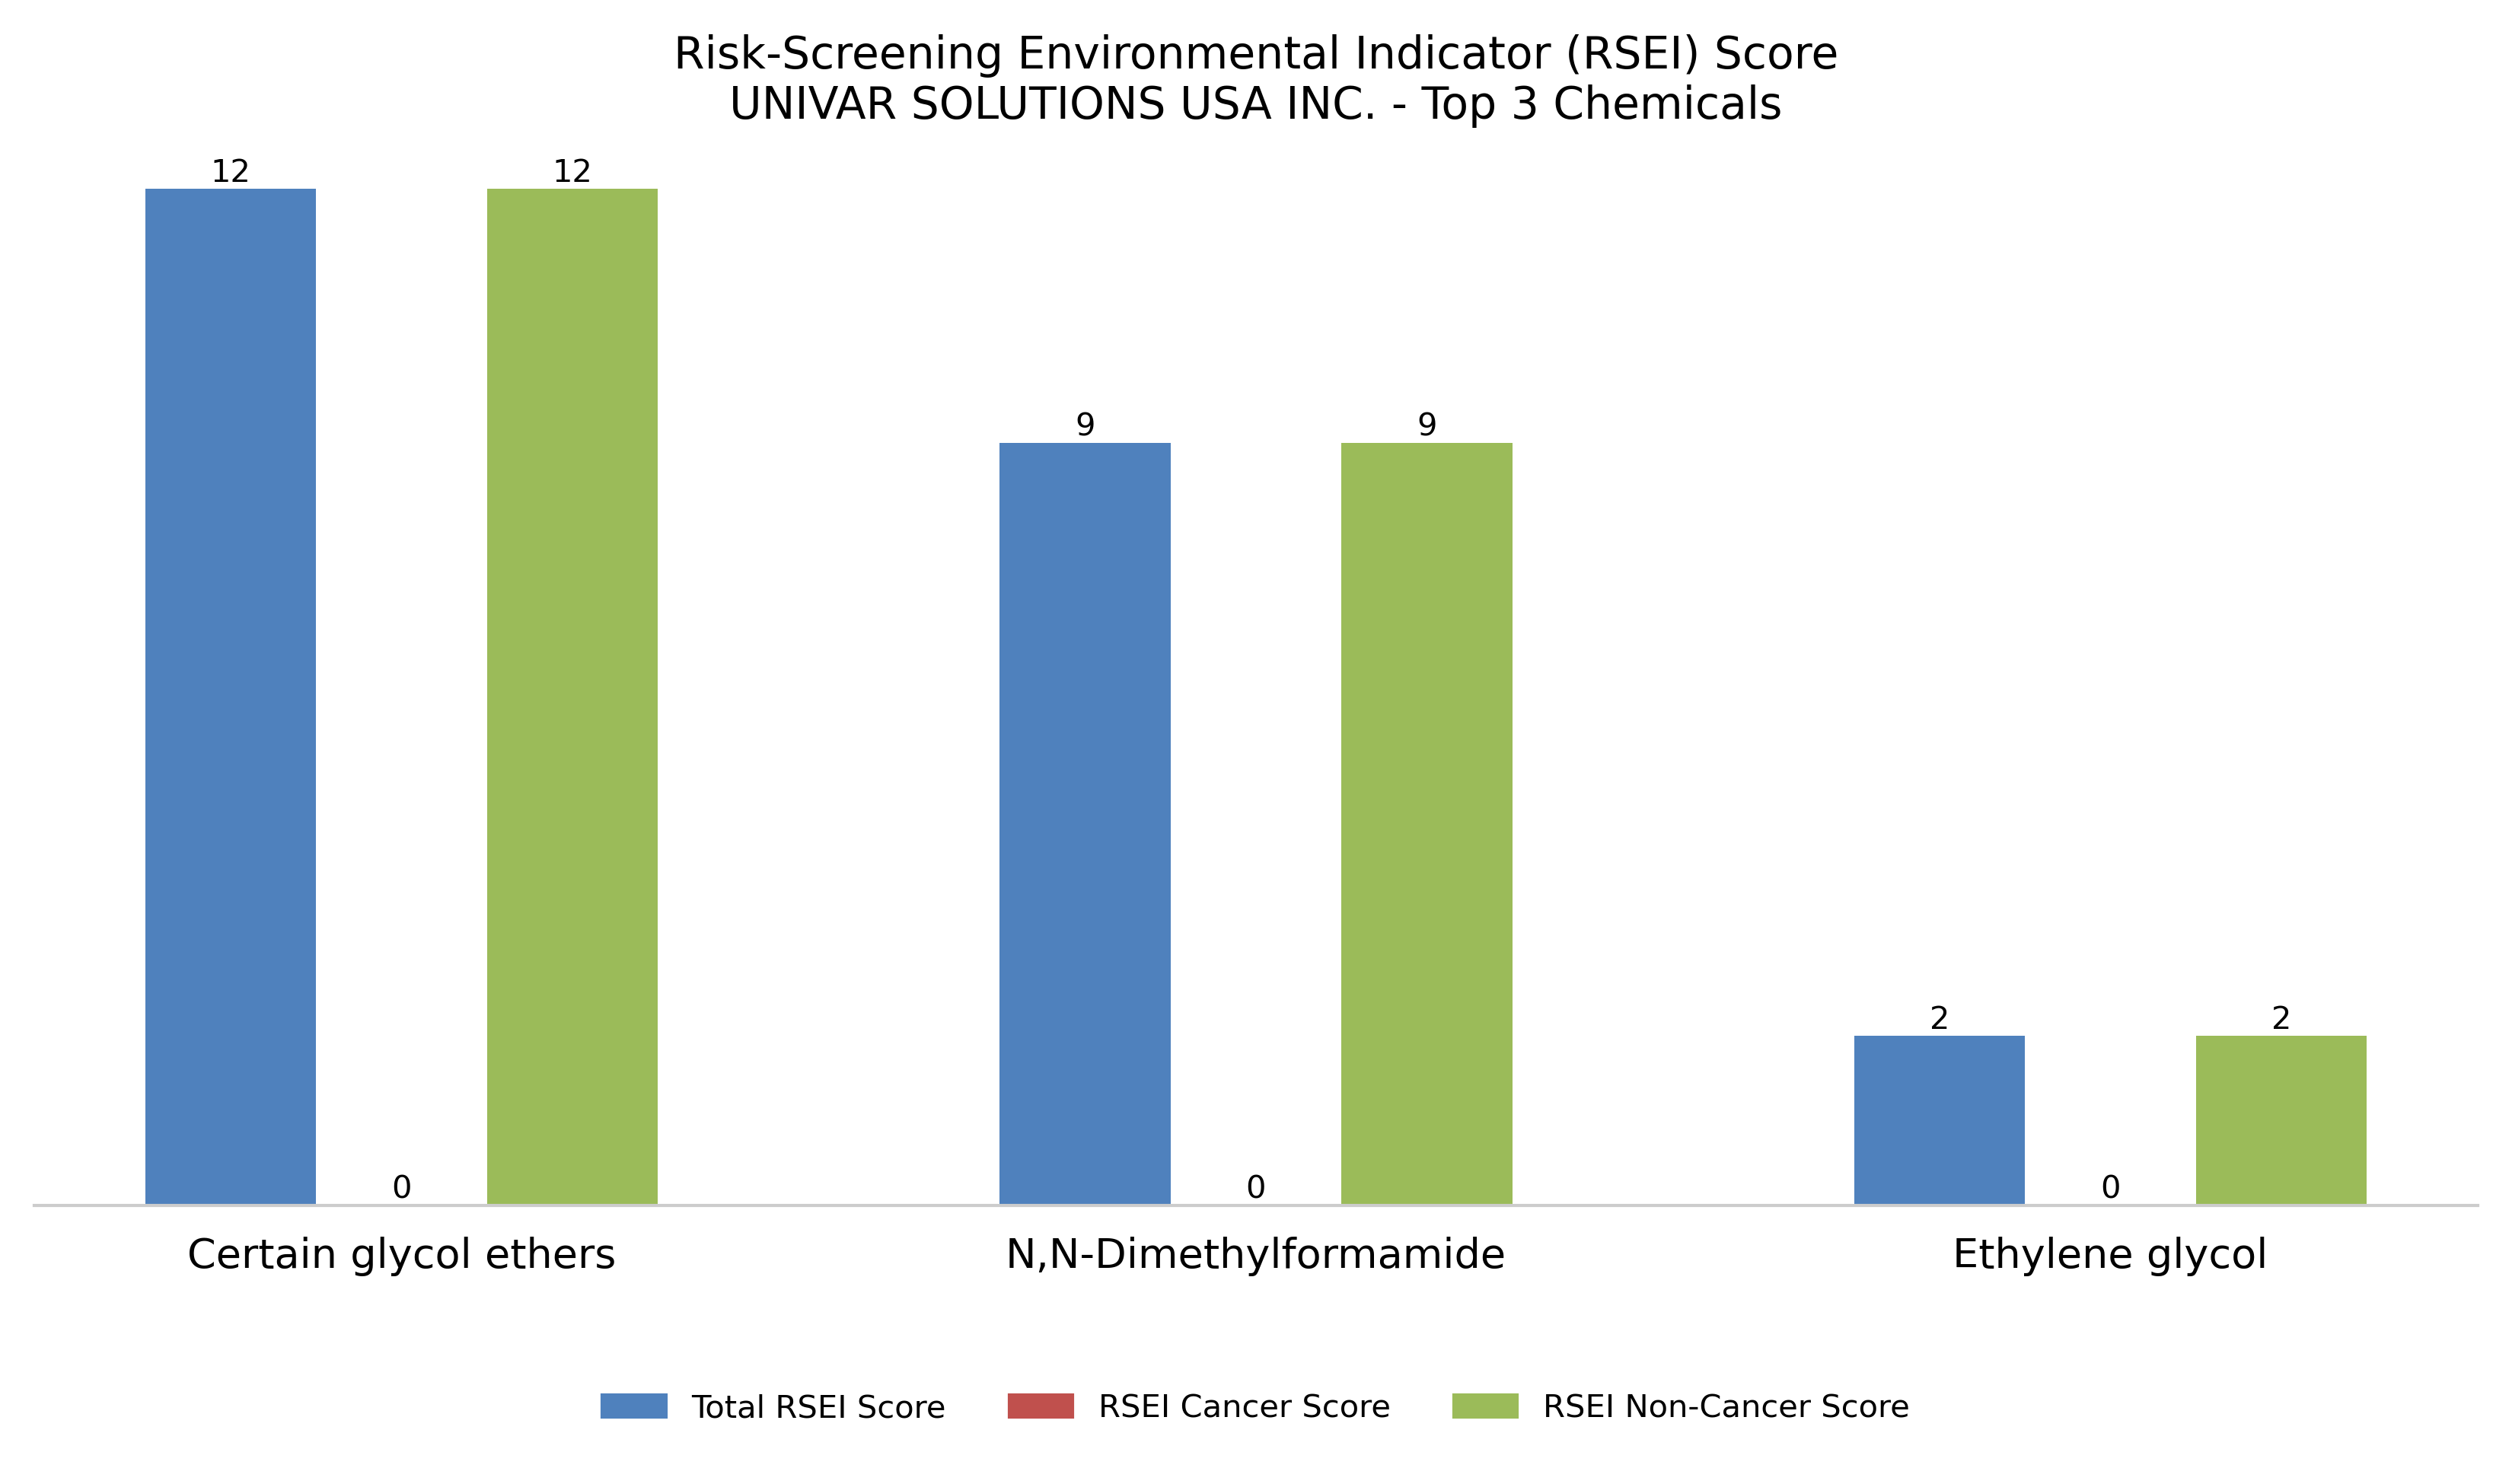 Risk-Screening Environmental Indicator (RSEI) Score
UNIVAR SOLUTIONS USA INC. - Top 3 Chemicals
12
12
9
9
2
2
0
0
0
Certain glycol ethers
N,N-Dimethylformamide
Ethylene glycol
Total RSEI Score
RSEI Cancer Score
RSEI Non-Cancer Score